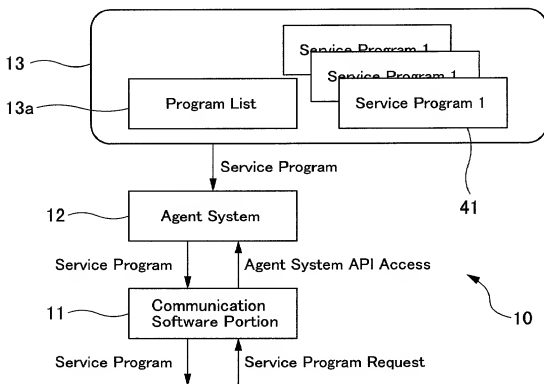 Service Program 1
13
Service Program 1
13a
Program List
Service Program 1
Service Program
41
12
Agent System
Service Program
Agent System API Access
11
Communication
Software Portion
10
Service Program
Service Program Request